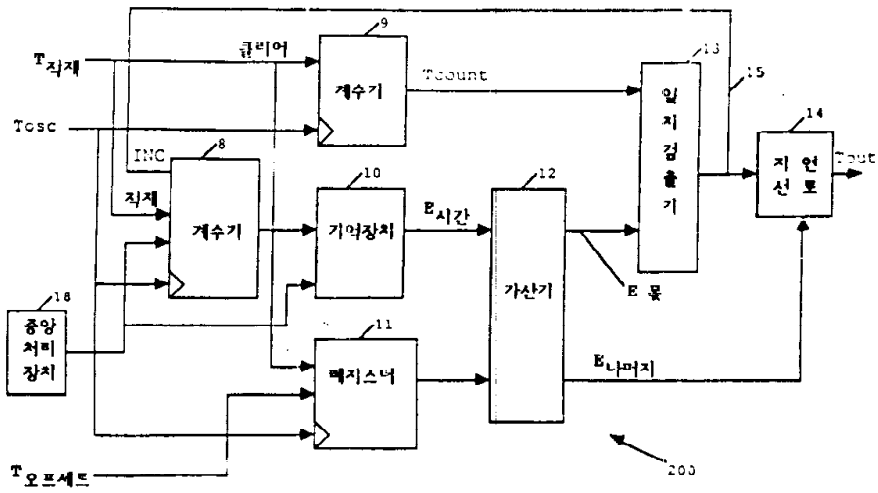 9
13
15
T직재
클리어
계수기
Tcount
일치검출기
14
Tosc
INC
8
지연선로
Tout
직재
10
12
계수기
기억장치
E시간
가산기
E 몫
18
중앙처리장치
11
레지스터
E나머지
T오프세트
200